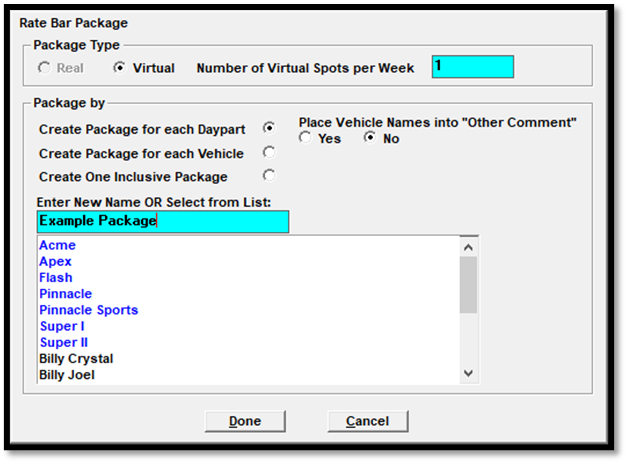 Rate Bar Package
Package Type
Real Virtual Number of Virtual Spots per Week 1
Package by
Create Package for each Daypart
Create Package for each Vehicle
Create One Inclusive Package
Place Vehicle Names into "Other Comment"
Yes No
Enter New Name OR Select from List:
Example Package
Acme
Apex
Flash
Pinnacle
Pinnacle Sports
Super I
Super II
Billy Crystal
Billy Joel
Done Cancel